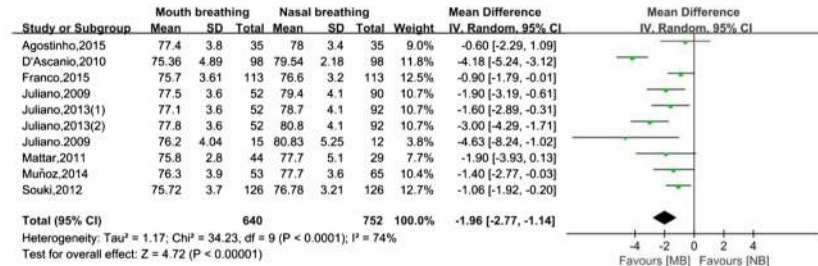 Mouth breathing Nasal breathing Mean Difference Mean Difference
Study or Subgroup Mean SD Total Mean SD Total Weight IV, Random, 95% CI IV, Random, 95% CI
Agostinho,2015 77.4 3.8 35 78 3.4 35 9.0% -0.60 [-2.29, 1.09]
D'Ascanio,2010 75.36 4.89 98 79.54 2.18 98 11.8% -4.18 [-5.24, -3.12]
Franco,2015 75.7 3.61 113 76.6 3.2 113 12.4% -0.90 [-1.79, -0.01]
Juliano,2009 77.5 3.6 52 79.4 4.1 90 10.9% -1.90 [-3.19, -0.61]
Juliano,2013(1) 77.1 3.6 52 78.7 4.1 92 10.9% -1.60 [-2.89, -0.31]
Juliano,2013(2) 77.8 3.6 52 80.8 4.1 92 10.9% -3.00 [-4.29, -1.71]
Juliano,2009 76.2 4.04 15 80.83 5.25 12 3.8% -4.63 [-8.24, -1.02]
Mattar,2011 75.8 2.8 44 77.7 5.1 29 7.7% -1.90 [-3.93, 0.13]
Muñoz,2014 76.3 3.9 53 77.7 3.6 65 10.5% -1.40 [-2.77, -0.03]
Souki,2012 75.72 3.7 126 76.78 3.21 126 12.5% -1.06 [-1.92, -0.20]
Total (95% CI) 640 752 100.0% -1.96 [-2.77, -1.14]
Heterogeneity: Tau² = 1.17; Chi² = 34.23, df = 9 (P < 0.0001); I² = 74%
Test for overall effect: Z = 4.72 (P < 0.00001)
-4 -2 0 2 4
Favours [MB] Favours [NB]